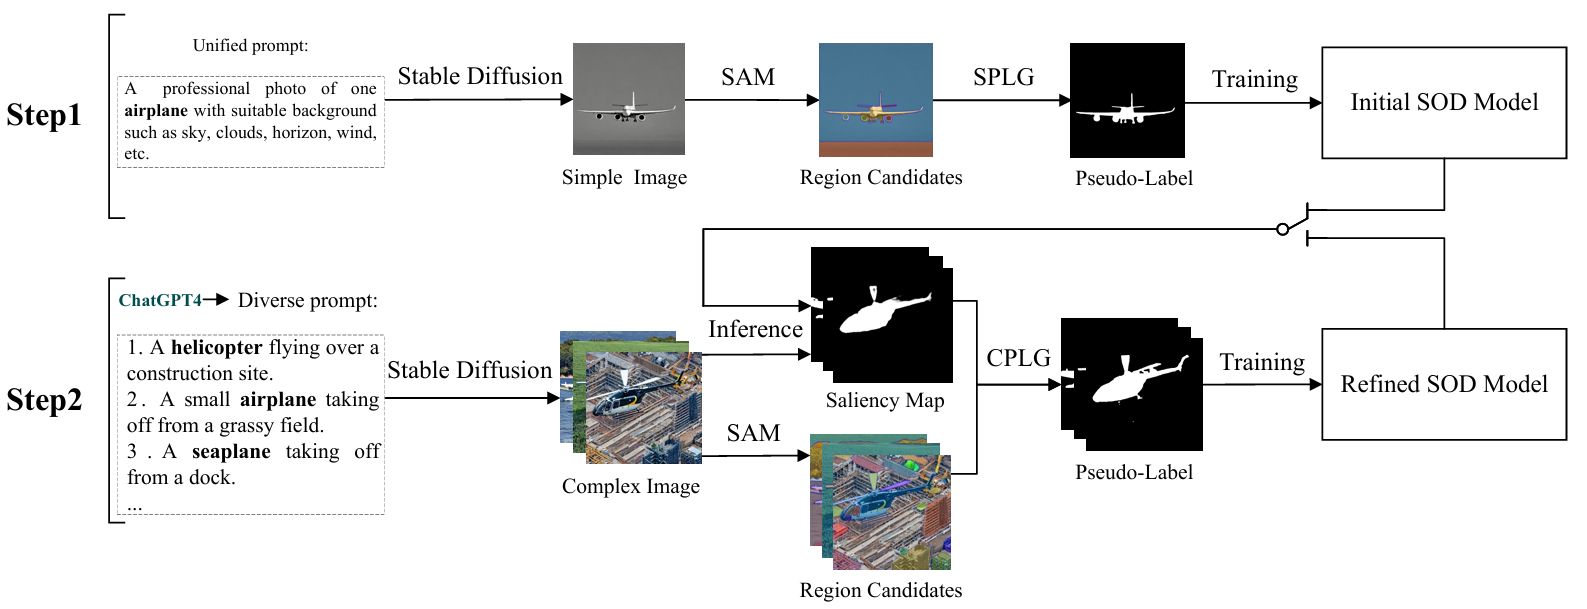 Step1
Unified prompt:
A professional photo of one
airplane with suitable background
such as sky, clouds, horizon, wind,
etc.
Stable Diffusion
Simple Image
SAM
Region Candidates
SPLG
Pseudo-Label
Training
Initial SOD Model
Step2
ChatGPT4 Diverse prompt:
1. A helicopter flying over a
construction site.
2. A small airplane taking
off from a grassy field.
3 . A seaplane taking off
from a dock.
...
Stable Diffusion
Complex Image
Inference
Saliency Map
SAM
Region Candidates
CPLG
Pseudo-Label
Training
Refined SOD Model